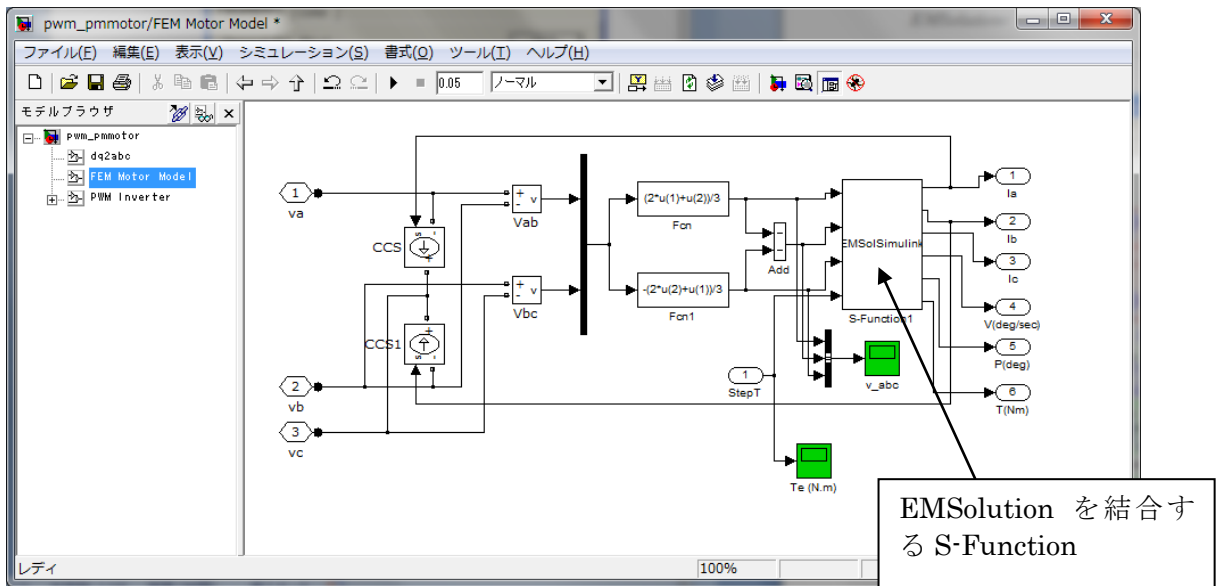 pwm_pmmotor/FEM Motor Model *
ファイル(F) 編集(E) 表示(V) シミュレーション(S) 書式(O) ツール(T) ヘルプ(H)
0.05 ノーマル
モデルブラウザ
pwm_pmmotor
dq2abc
FEM Motor Model
PWM Inverter
1
va
CCS
s
-
+
CCS1
+
s
-
2
vb
3
vc
+
-
v
Vab
+
-
v
Vbc
(2*u(1)+u(2))/3
Fcn
-(2*u(2)+u(1))/3
Fcn1
Add
EMSolSimulink
S-Function1
1
StepT
v_abc
Te (N.m)
1
Ia
2
Ib
3
Ic
4
V(deg/sec)
5
P(deg)
6
T(Nm)
EMSolution を結合す
る S-Function
レディ
100%